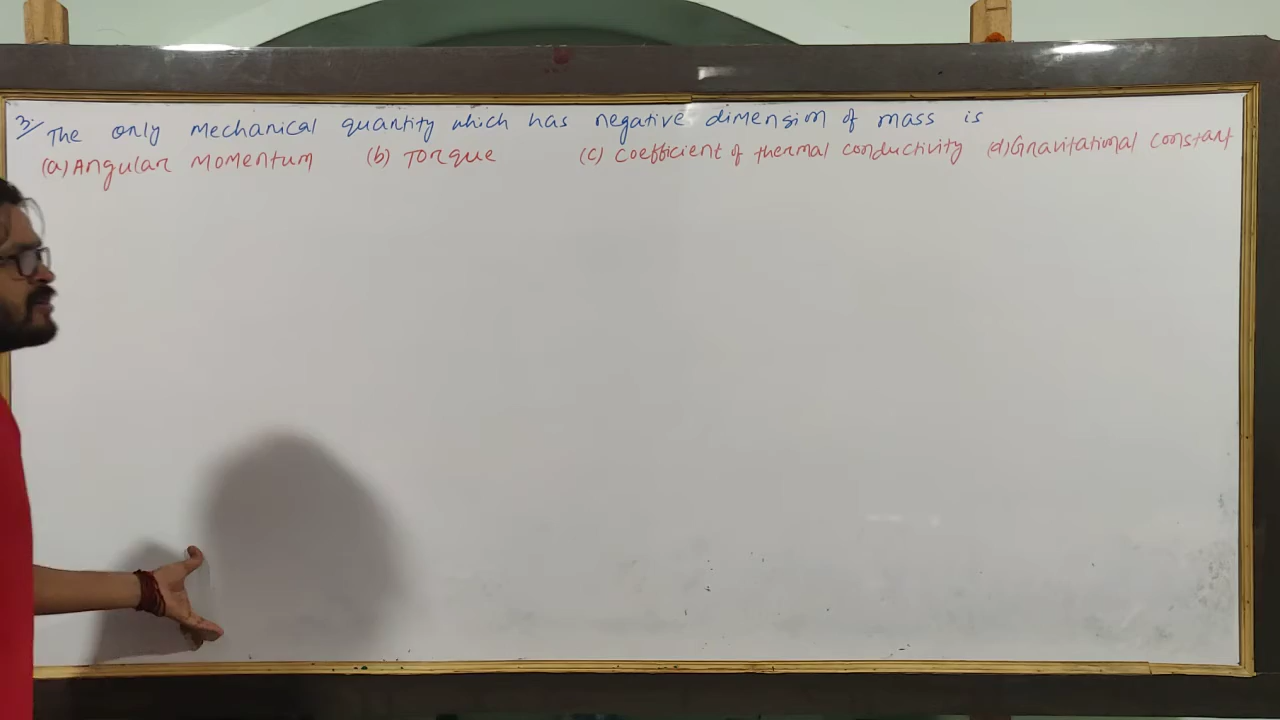 3/ The only mechanical quantity which has negative dimension of mass is
(a) Angular Momentum (b) Torque (c) coefficient of thermal conductivity (d) Gravitational constant